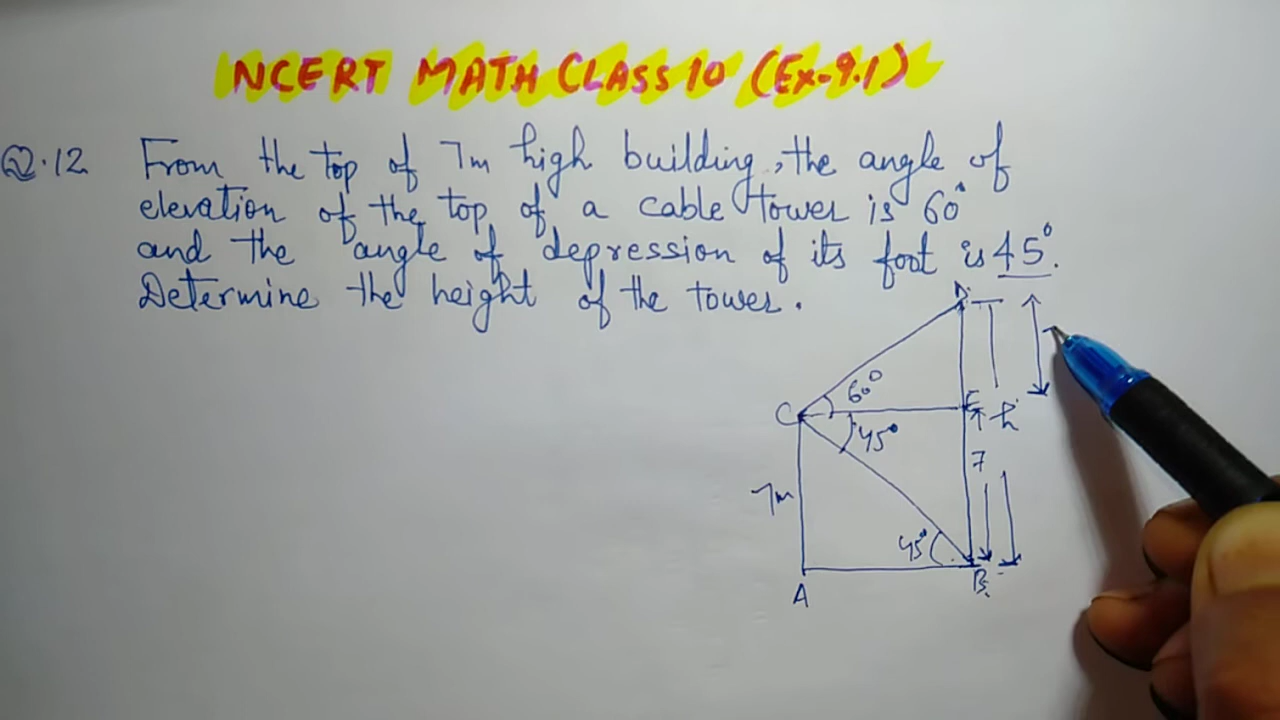 NCERT MATH CLASS 10 (Ex-9.1)
Q.12 From the top of 7m high building, the angle of
elevation of the top of a cable tower is 60°
and the angle of depression of its foot is 45°.
Determine the height of the tower.
D
60°
C
E
h
45°
7
7m
45°
A
B